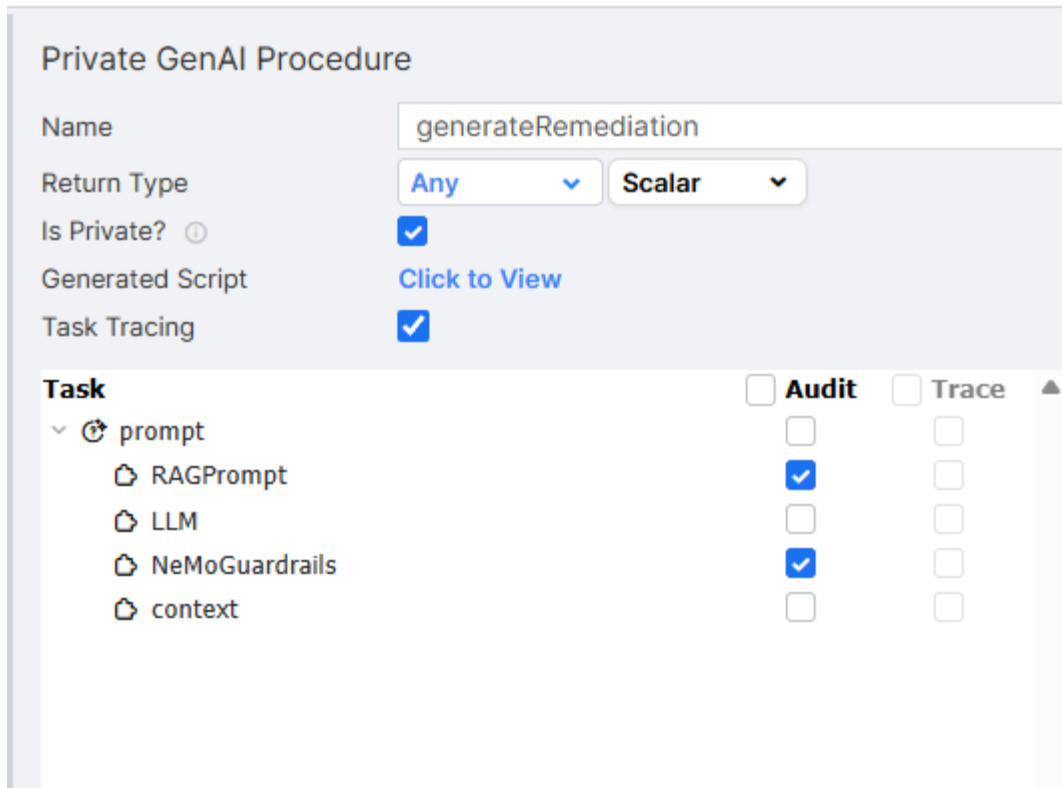 Private GenAI Procedure
Name generateRemediation
Return Type Any Scalar
Is Private?
Generated Script Click to View
Task Tracing
Task Audit Trace
prompt
RAGPrompt
LLM
NeMoGuardrails
context